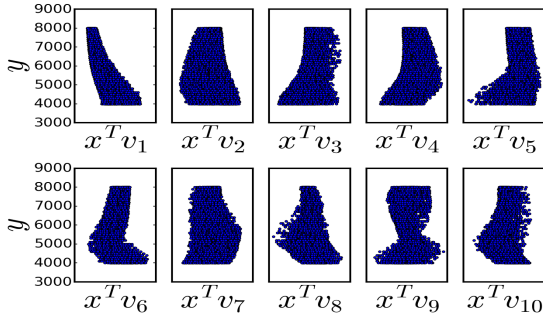 9000
8000
7000
6000
5000
4000
3000
y
x^T v_1
x^T v_2
x^T v_3
x^T v_4
x^T v_5
9000
8000
7000
6000
5000
4000
3000
y
x^T v_6
x^T v_7
x^T v_8
x^T v_9
x^T v_10